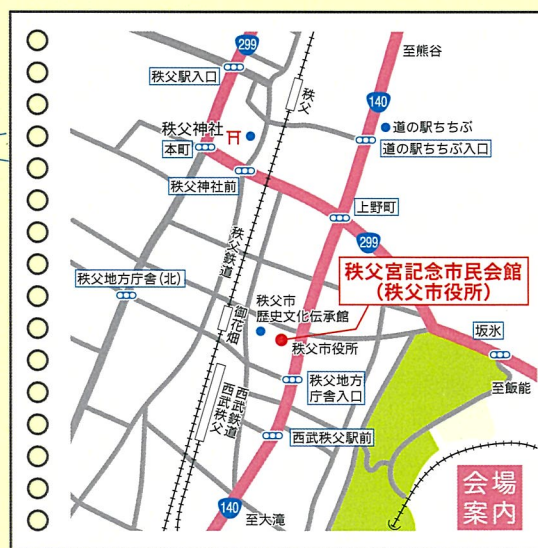 299
至熊谷
秩父駅入口
秩父
140
秩父神社
道の駅ちちぶ
本町
道の駅ちちぶ入口
秩父神社前
上野町
299
秩父鉄道
秩父宮記念市民会館
(秩父市役所)
秩父地方庁舎(北)
御花畑
秩父市
歴史文化伝承館
坂氷
秩父市役所
秩父地方
庁舎入口
至飯能
西武鉄道
西武秩父
西武秩父駅前
会場
案内
140
至大滝